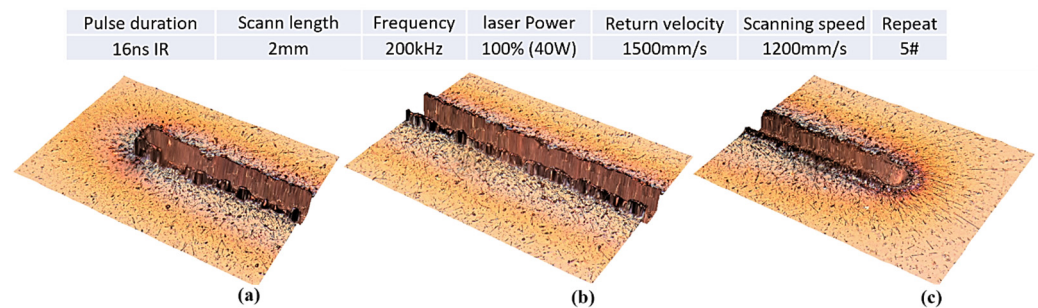 Pulse duration Scann length Frequency laser Power Return velocity Scanning speed Repeat
16ns IR 2mm 200kHz 100% (40W) 1500mm/s 1200mm/s 5#
(a) (b) (c)